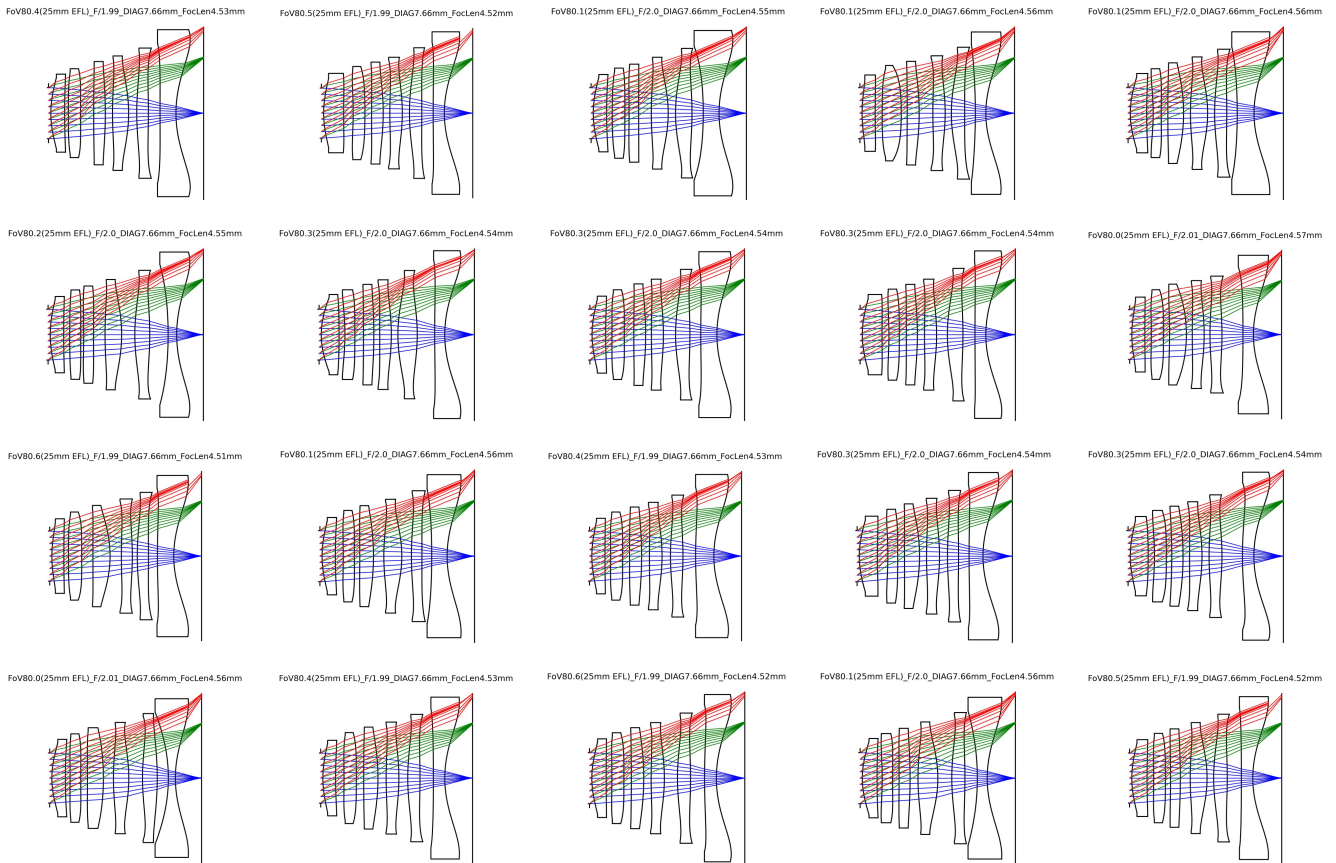 FoV80.4(25mm EFL)_F/1.99_DIAG7.66mm_FocLen4.53mm
FoV80.5(25mm EFL)_F/1.99_DIAG7.66mm_FocLen4.52mm
FoV80.1(25mm EFL)_F/2.0_DIAG7.66mm_FocLen4.55mm
FoV80.1(25mm EFL)_F/2.0_DIAG7.66mm_FocLen4.56mm
FoV80.1(25mm EFL)_F/2.0_DIAG7.66mm_FocLen4.56mm
FoV80.2(25mm EFL)_F/2.0_DIAG7.66mm_FocLen4.55mm
FoV80.3(25mm EFL)_F/2.0_DIAG7.66mm_FocLen4.54mm
FoV80.3(25mm EFL)_F/2.0_DIAG7.66mm_FocLen4.54mm
FoV80.3(25mm EFL)_F/2.0_DIAG7.66mm_FocLen4.54mm
FoV80.0(25mm EFL)_F/2.01_DIAG7.66mm_FocLen4.57mm
FoV80.6(25mm EFL)_F/1.99_DIAG7.66mm_FocLen4.51mm
FoV80.1(25mm EFL)_F/2.0_DIAG7.66mm_FocLen4.56mm
FoV80.4(25mm EFL)_F/1.99_DIAG7.66mm_FocLen4.53mm
FoV80.3(25mm EFL)_F/2.0_DIAG7.66mm_FocLen4.54mm
FoV80.3(25mm EFL)_F/2.0_DIAG7.66mm_FocLen4.54mm
FoV80.0(25mm EFL)_F/2.01_DIAG7.66mm_FocLen4.56mm
FoV80.4(25mm EFL)_F/1.99_DIAG7.66mm_FocLen4.53mm
FoV80.6(25mm EFL)_F/1.99_DIAG7.66mm_FocLen4.52mm
FoV80.1(25mm EFL)_F/2.0_DIAG7.66mm_FocLen4.56mm
FoV80.5(25mm EFL)_F/1.99_DIAG7.66mm_FocLen4.52mm